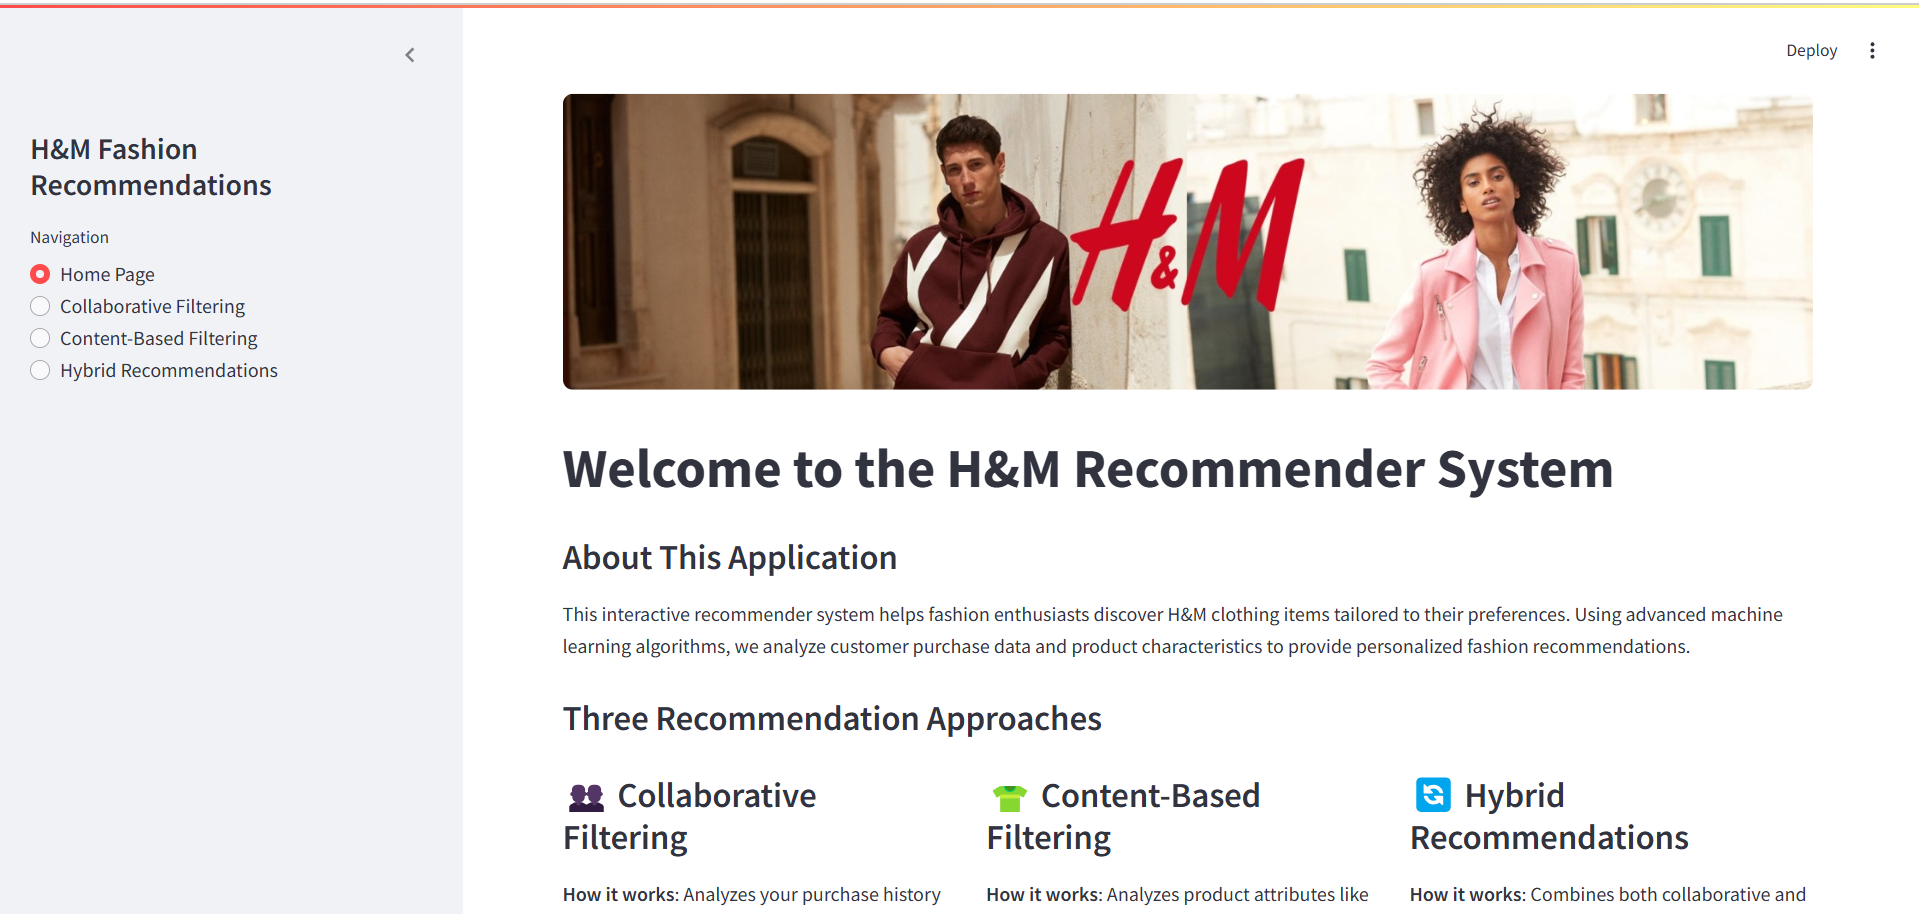 Deploy
H&M Fashion
Recommendations
Navigation
Home Page
Collaborative Filtering
Content-Based Filtering
Hybrid Recommendations
H&M
Welcome to the H&M Recommender System
About This Application
This interactive recommender system helps fashion enthusiasts discover H&M clothing items tailored to their preferences. Using advanced machine
learning algorithms, we analyze customer purchase data and product characteristics to provide personalized fashion recommendations.
Three Recommendation Approaches
Collaborative
Filtering
How it works: Analyzes your purchase history
Content-Based
Filtering
How it works: Analyzes product attributes like
Hybrid
Recommendations
How it works: Combines both collaborative and